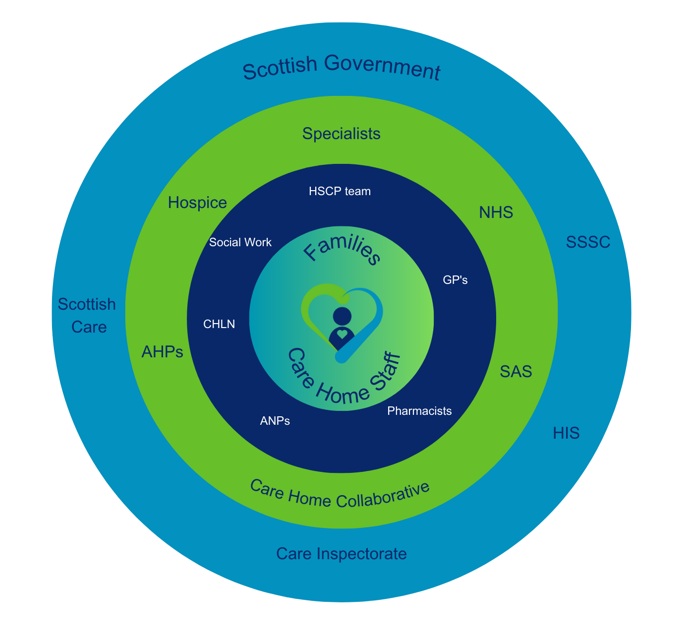 Scottish Government
Specialists
HSCP team
Hospice
NHS
Social Work
Families
SSSC
GP's
Scottish
Care
CHLN
AHPs
Care Home Staff
SAS
Pharmacists
ANPs
HIS
Care Home Collaborative
Care Inspectorate